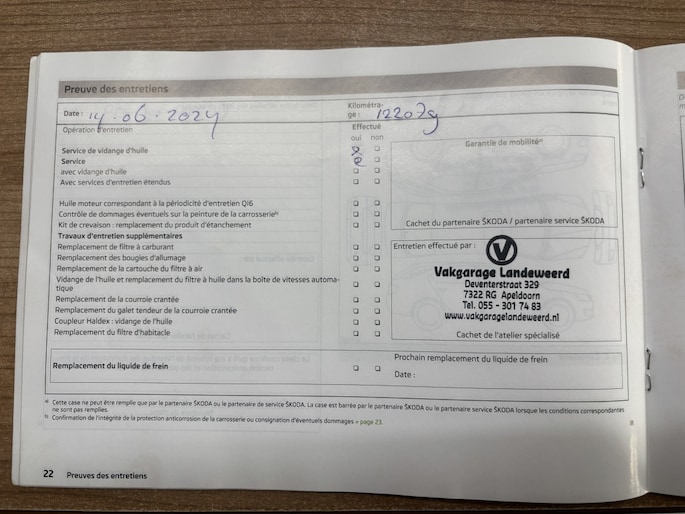 Preuve des entretiens
Date : 14-06-2024
Kilométra-
ge : 122079
Opération d'entretien
Effectué
oui non
Service de vidange d'huile
Service
avec vidange d'huile
Avec services d'entretien étendus
Huile moteur correspondant à la périodicité d'entretien QI6
Contrôle de dommages éventuels sur la peinture de la carrosserieᵇ⁾
Kit de crevaison : remplacement du produit d'étanchement
Travaux d'entretien supplémentaires
Remplacement de filtre à carburant
Remplacement des bougies d'allumage
Remplacement de la cartouche du filtre à air
Vidange de l'huile et remplacement du filtre à huile dans la boîte de vitesses automa-
tique
Remplacement de la courroie crantée
Remplacement du galet tendeur de la courroie crantée
Coupleur Haldex : vidange de l'huile
Remplacement du filtre d'habitacle
Garantie de mobilitéᵃ⁾
Cachet du partenaire ŠKODA / partenaire service ŠKODA
Entretien effectué par :
V
Vakgarage Landeweerd
Deventerstraat 329
7322 RG Apeldoorn
Tel. 055 - 301 74 83
www.vakgaragelandeweerd.nl
Cachet de l'atelier spécialisé
Remplacement du liquide de frein
Prochain remplacement du liquide de frein
Date :
ᵃ⁾ Cette case ne peut être remplie que par le partenaire ŠKODA ou le partenaire de service ŠKODA. La case est barrée par le partenaire ŠKODA ou le partenaire service ŠKODA lorsque les conditions correspondantes
ne sont pas remplies.
ᵇ⁾ Confirmation de l'intégrité de la protection anticorrosion de la carrosserie ou consignation d'éventuels dommages » page 23.
22 Preuves des entretiens